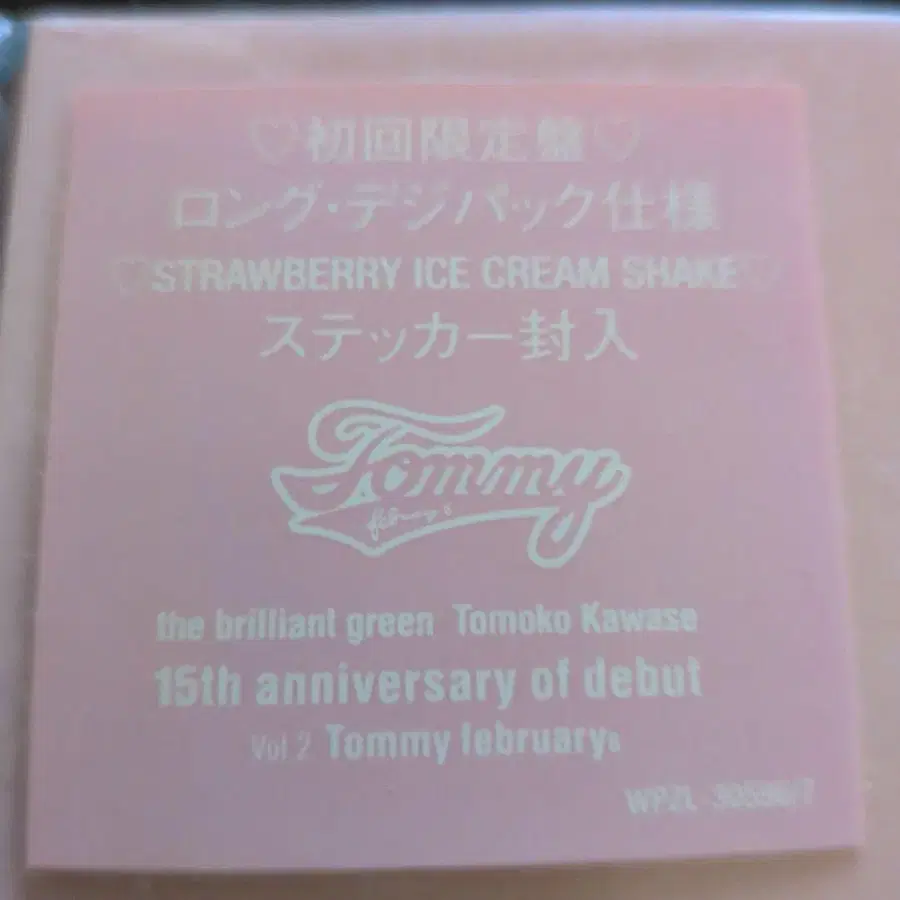 ♡初回限定盤♡
ロング・デジパック仕様
♡STRAWBERRY ICE CREAM SHAKE♡
ステッカー封入
Tommy
february6
the brilliant green Tomoko Kawase
15th anniversary of debut
Vol 2 Tommy february6
WPZL